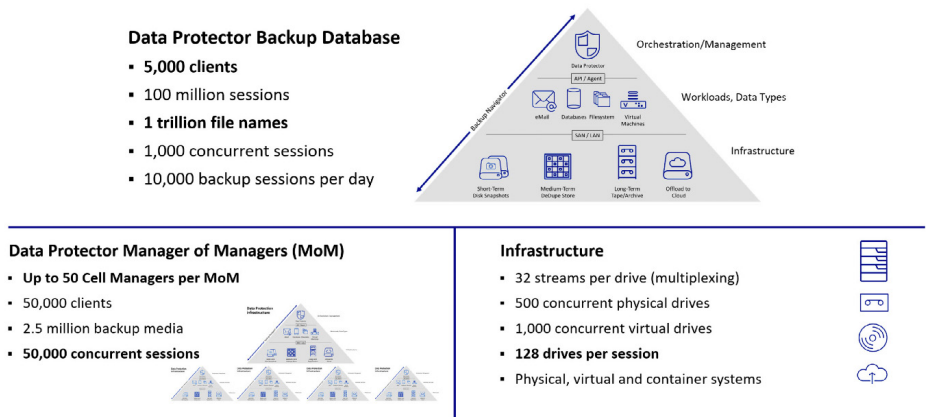 Data Protector Backup Database
▪ 5,000 clients
▪ 100 million sessions
▪ 1 trillion file names
▪ 1,000 concurrent sessions
▪ 10,000 backup sessions per day
Backup Navigator
Data Protector
API / Agent
eMail
Databases
Filesystem
Virtual
Machines
SAN / LAN
Short-Term
Disk Snapshots
Medium-Term
DeDupe Store
Long-Term
Tape/Archive
Offload to
Cloud
Orchestration/Management
Workloads, Data Types
Infrastructure
Data Protector Manager of Managers (MoM)
▪ Up to 50 Cell Managers per MoM
▪ 50,000 clients
▪ 2.5 million backup media
▪ 50,000 concurrent sessions
Data Protection
Infrastructure
Infrastructure
▪ 32 streams per drive (multiplexing)
▪ 500 concurrent physical drives
▪ 1,000 concurrent virtual drives
▪ 128 drives per session
▪ Physical, virtual and container systems